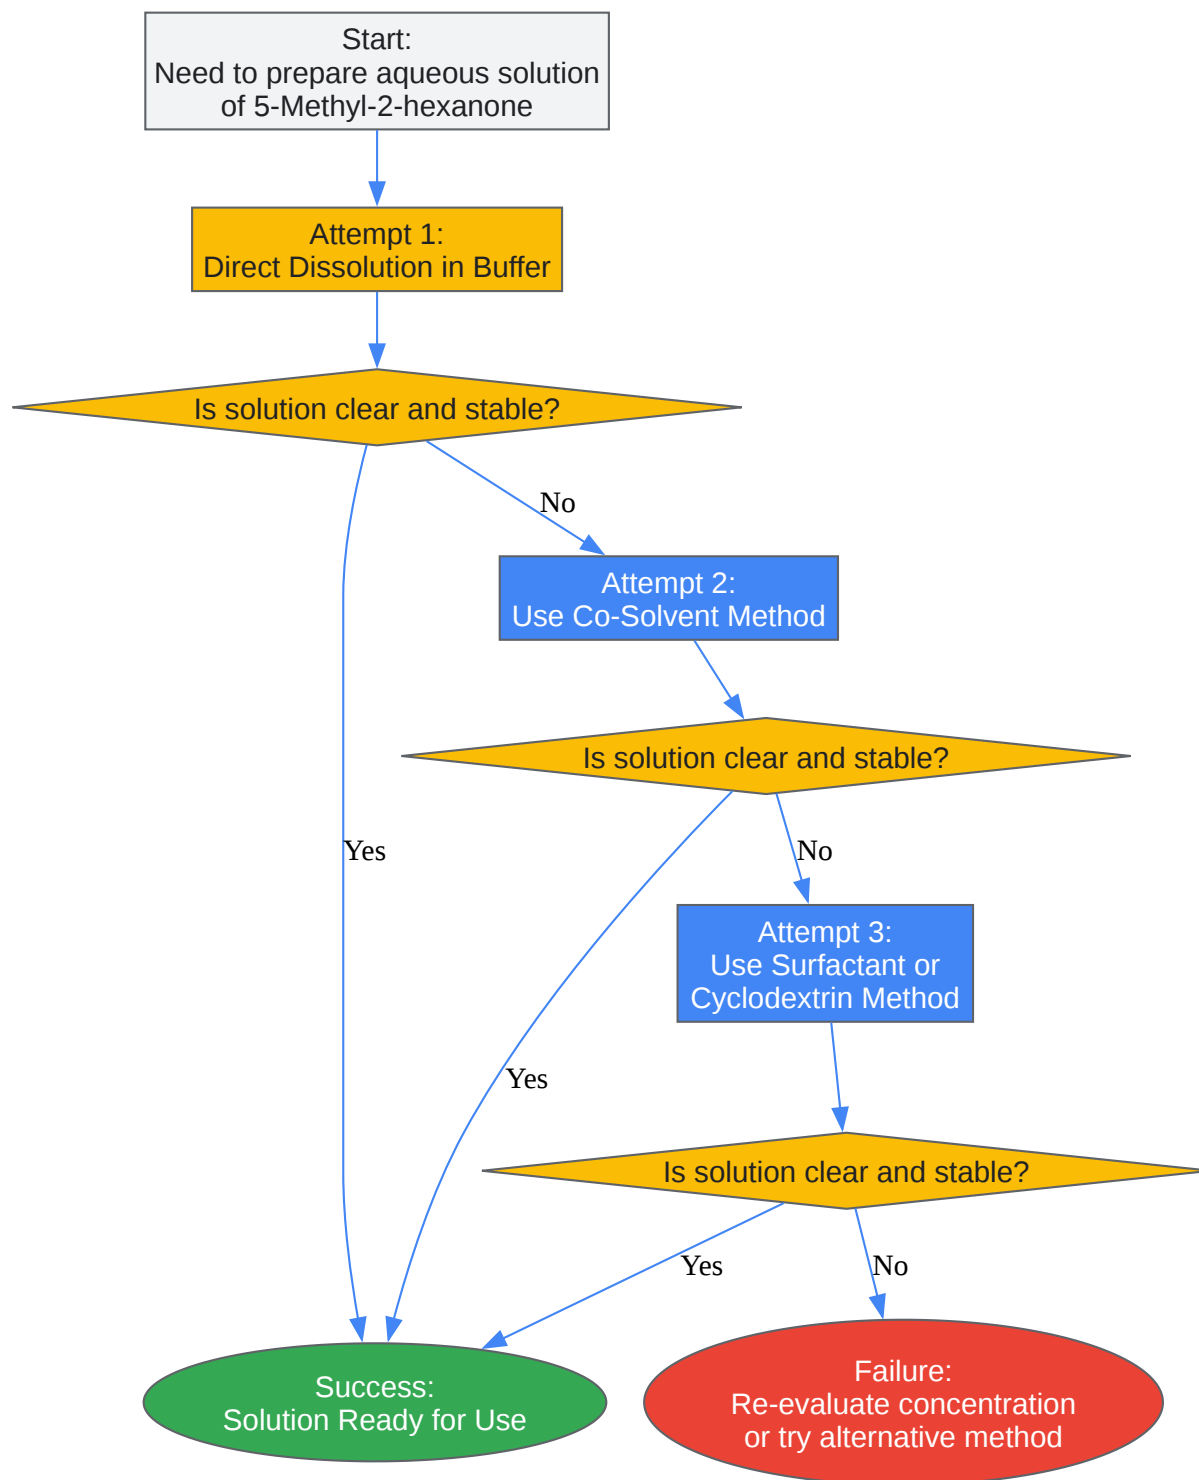 Start:
Need to prepare aqueous solution
of 5-Methyl-2-hexanone
Attempt 1:
Direct Dissolution in Buffer
Is solution clear and stable?
No
Attempt 2:
Use Co-Solvent Method
Is solution clear and stable?
Yes
No
Attempt 3:
Use Surfactant or
Cyclodextrin Method
Yes
Is solution clear and stable?
Yes
No
Success:
Solution Ready for Use
Failure:
Re-evaluate concentration
or try alternative method